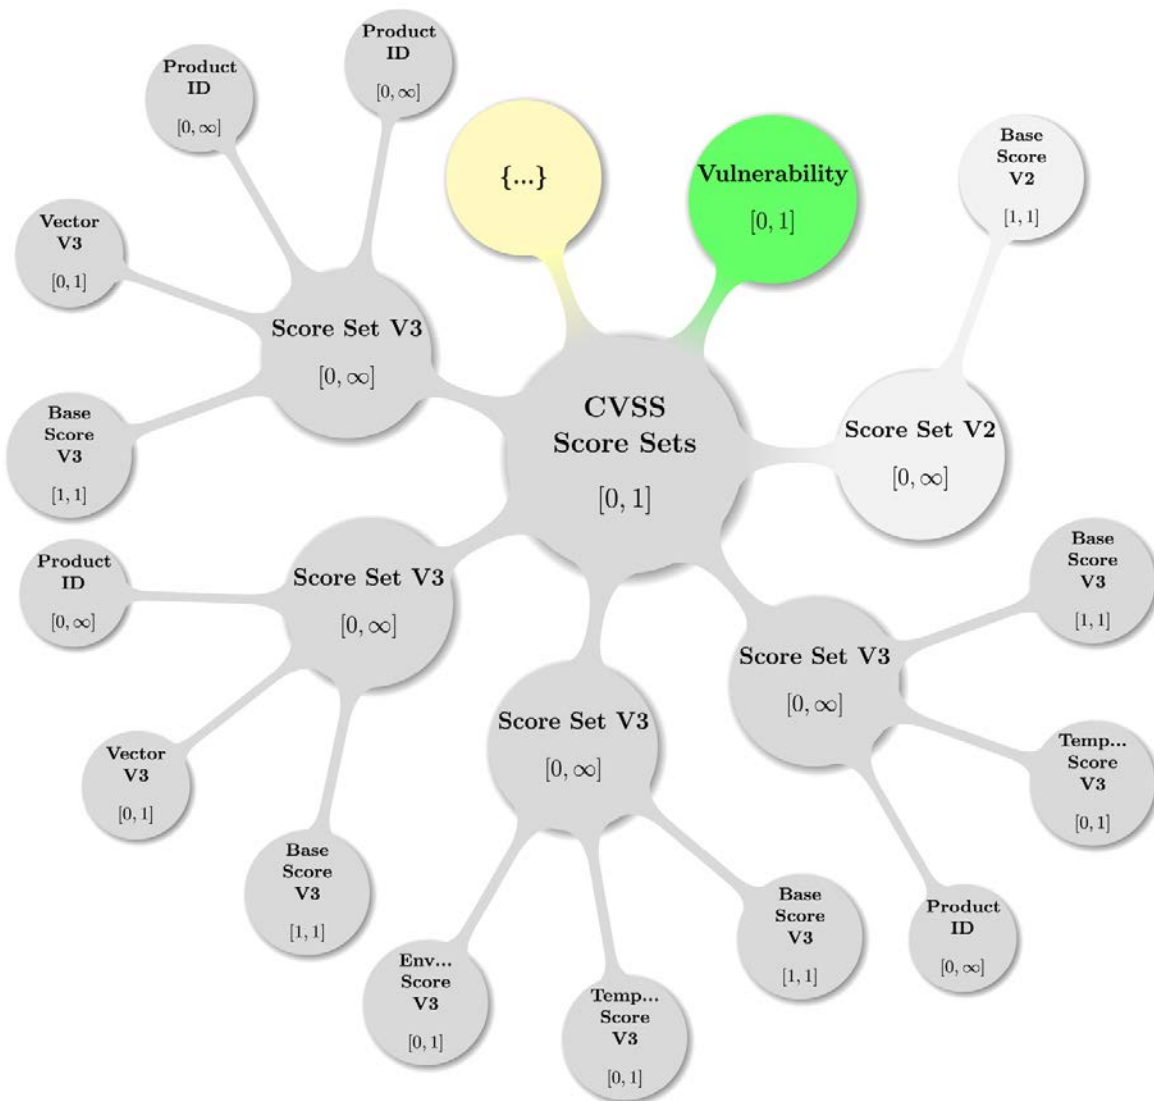 Product
ID
[0, ∞]
Product
ID
[0, ∞]
{...}
Vulnerability
[0, 1]
Base
Score
V2
[1, 1]
Vector
V3
[0, 1]
Score Set V3
[0, ∞]
CVSS
Score Sets
[0, 1]
Score Set V2
[0, ∞]
Base
Score
V3
[1, 1]
Product
ID
[0, ∞]
Score Set V3
[0, ∞]
Base
Score
V3
[1, 1]
Score Set V3
[0, ∞]
Score Set V3
[0, ∞]
Vector
V3
[0, 1]
Temp...
Score
V3
[0, 1]
Base
Score
V3
[1, 1]
Base
Score
V3
[1, 1]
Product
ID
[0, ∞]
Env...
Score
V3
[0, 1]
Temp...
Score
V3
[0, 1]